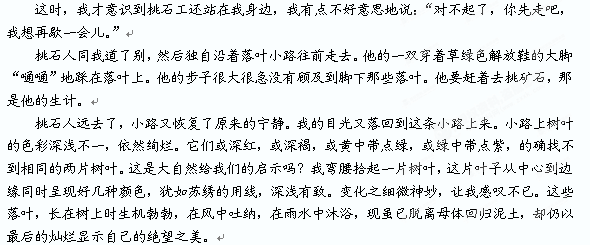 这时，我才意识到挑石工还站在我身边，我有点不好意思地说：“对不起了，你先走吧，
我想再歇一会儿。”
挑石人同我道了别，然后独自沿着落叶小路往前走去。他的一双穿着草绿色解放鞋的大脚
“嗵嗵”地踩在落叶上。他的步子很大很急没有顾及到脚下那些落叶。他要赶着去挑矿石，那
是他的生计。
挑石人远去了，小路又恢复了原来的宁静。我的目光又落回到这条小路上来。小路上树叶
的色彩深浅不一，依然绚烂。它们或深红，或深褐，或黄中带点绿，或绿中带点紫，的确找不
到相同的两片树叶。这是大自然给我们的启示吗？我弯腰拾起一片树叶，这片叶子从中心到边
缘同时呈现好几种颜色，犹如苏绣的用线，深浅有致。变化之细微神妙，让我感叹不已。这些
落叶，长在树上时生机勃勃，在风中吐纳，在雨水中沐浴，现虽已脱离母体回归泥土，却仍以
最后的灿烂显示自己的绝望之美。